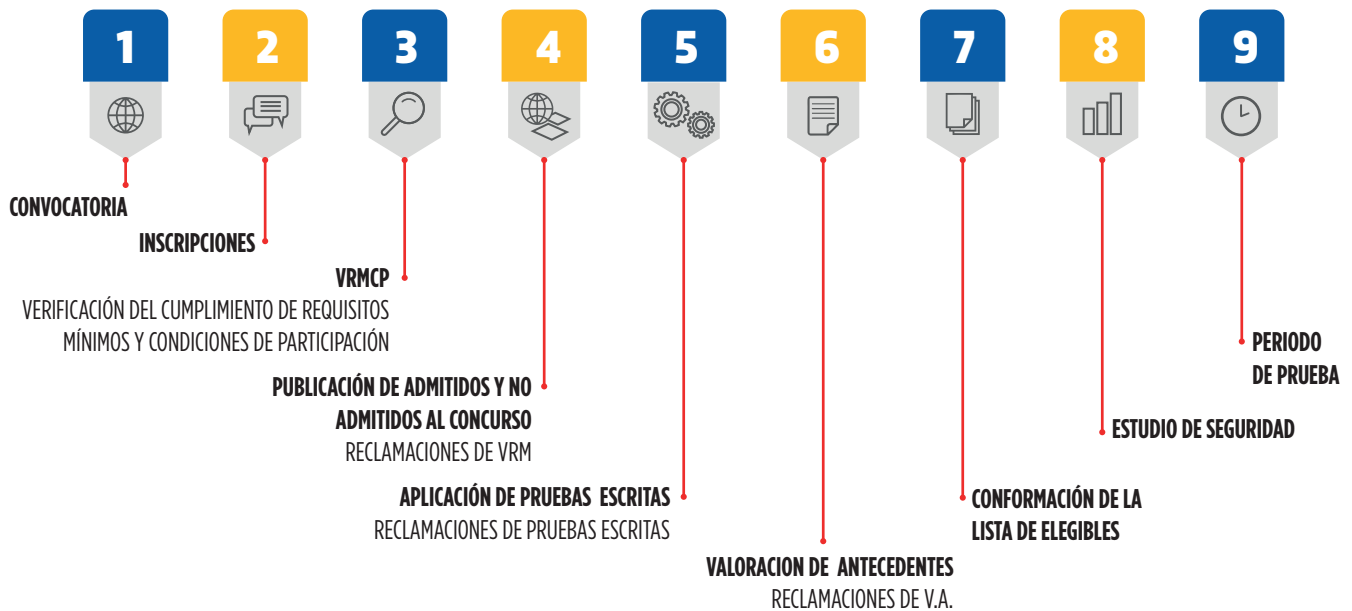 1
2
3
4
5
6
7
8
9
CONVOCATORIA
INSCRIPCIONES
VRMCP
VERIFICACIÓN DEL CUMPLIMIENTO DE REQUISITOS
MÍNIMOS Y CONDICIONES DE PARTICIPACIÓN
PUBLICACIÓN DE ADMITIDOS Y NO
ADMITIDOS AL CONCURSO
RECLAMACIONES DE VRM
APLICACIÓN DE PRUEBAS ESCRITAS
RECLAMACIONES DE PRUEBAS ESCRITAS
VALORACION DE ANTECEDENTES
RECLAMACIONES DE V.A.
CONFORMACIÓN DE LA
LISTA DE ELEGIBLES
ESTUDIO DE SEGURIDAD
PERIODO
DE PRUEBA